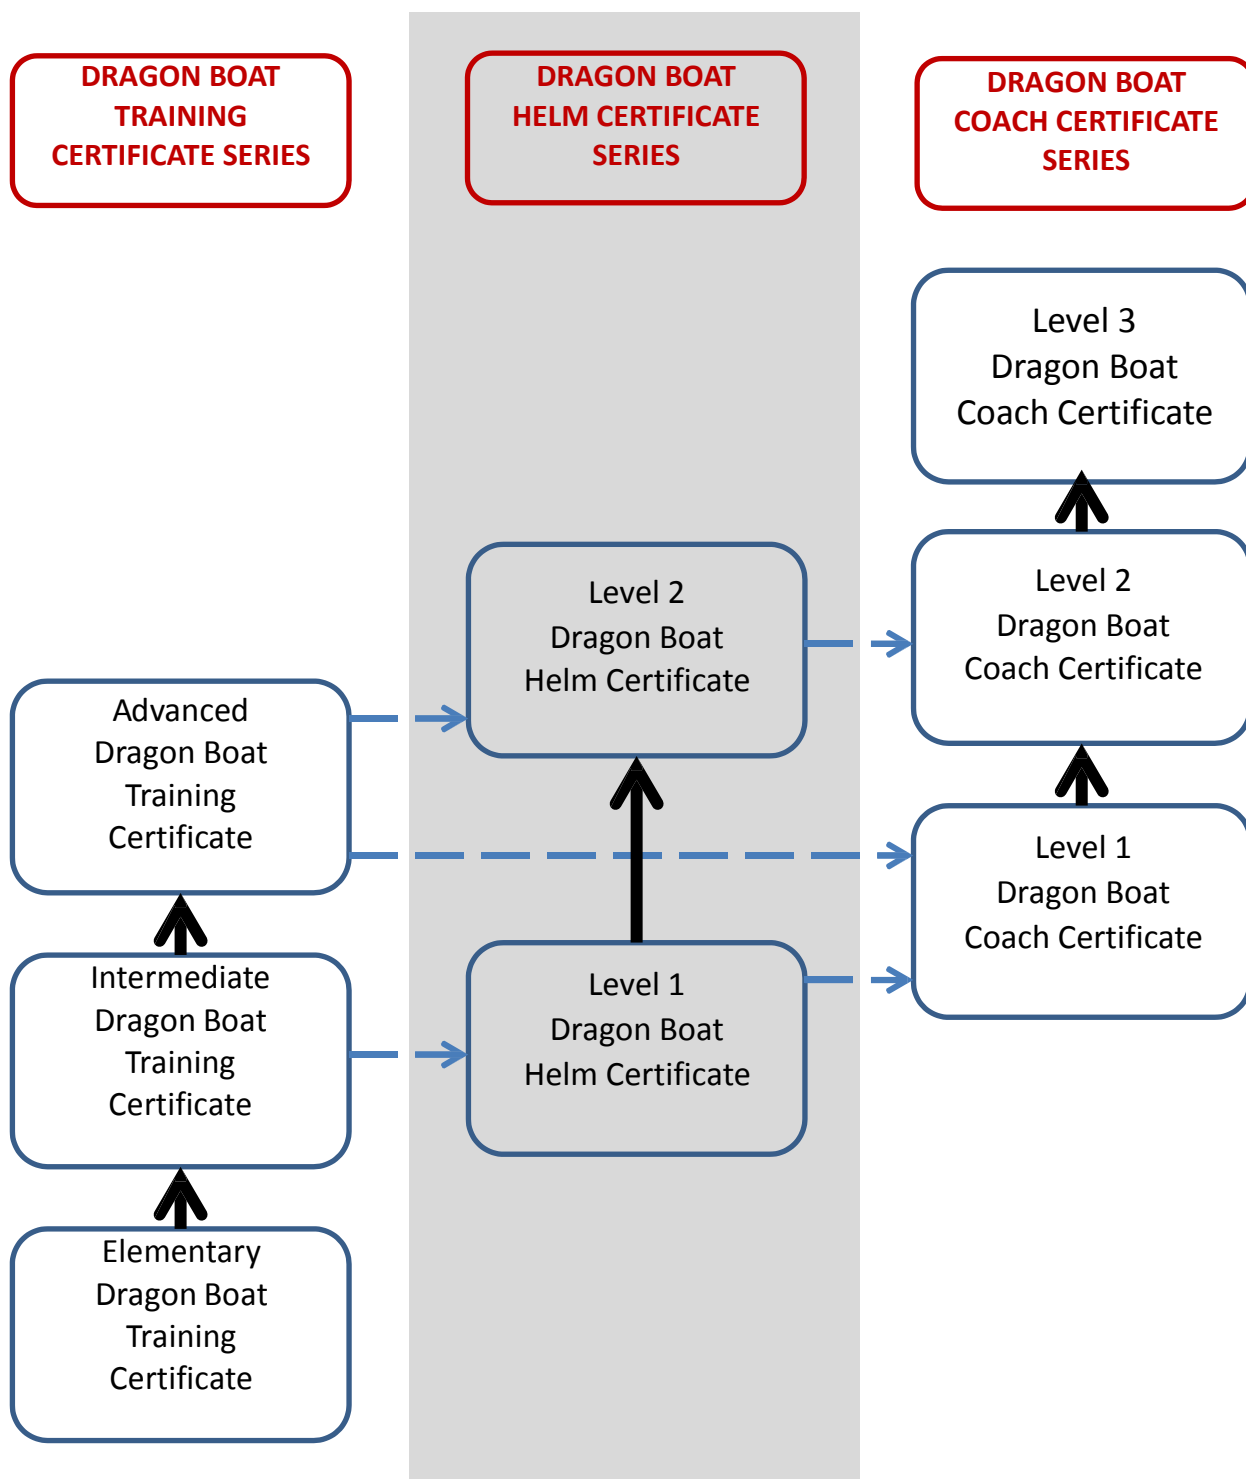 DRAGON BOAT
TRAINING
CERTIFICATE SERIES
DRAGON BOAT
HELM CERTIFICATE
SERIES
DRAGON BOAT
COACH CERTIFICATE
SERIES
Level 3
Dragon Boat
Coach Certificate
Level 2
Dragon Boat
Helm Certificate
Level 2
Dragon Boat
Coach Certificate
Advanced
Dragon Boat
Training
Certificate
Level 1
Dragon Boat
Coach Certificate
Intermediate
Dragon Boat
Training
Certificate
Level 1
Dragon Boat
Helm Certificate
Elementary
Dragon Boat
Training
Certificate